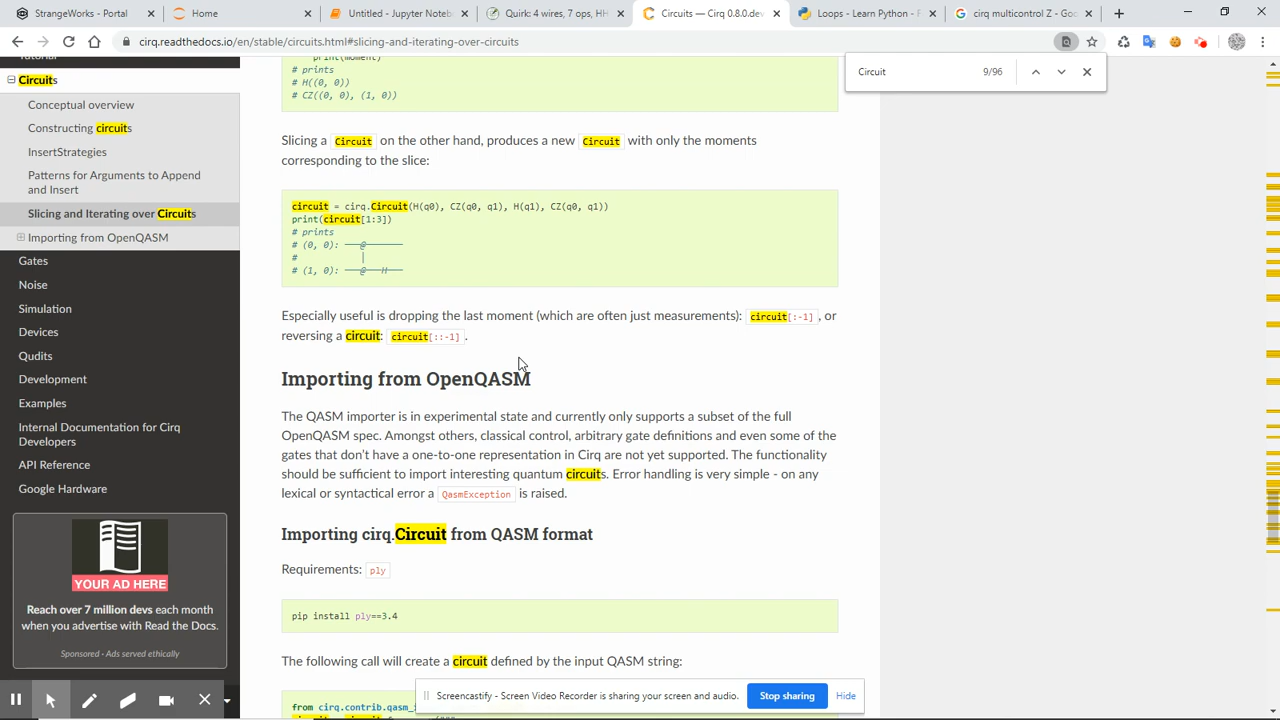 StrangeWorks - Portal
Home
Untitled - Jupyter Noteb
Quirk: 4 wires, 7 ops, HH
Circuits — Cirq 0.8.0.dev
Loops - Learn Python - F
cirq multicontrol Z - Goo
cirq.readthedocs.io/en/stable/circuits.html#slicing-and-iterating-over-circuits
Circuit 9/96
Tutorial
Circuits
Conceptual overview
Constructing circuits
InsertStrategies
Patterns for Arguments to Append
and Insert
Slicing and Iterating over Circuits
Importing from OpenQASM
Gates
Noise
Simulation
Devices
Qudits
Development
Examples
Internal Documentation for Cirq
Developers
API Reference
Google Hardware
YOUR AD HERE
Reach over 7 million devs each month
when you advertise with Read the Docs.
Sponsored · Ads served ethically
print(moment)
# prints
# H((0, 0))
# CZ((0, 0), (1, 0))
Slicing a Circuit on the other hand, produces a new Circuit with only the moments
corresponding to the slice:
circuit = cirq.Circuit(H(q0), CZ(q0, q1), H(q1), CZ(q0, q1))
print(circuit[1:3])
# prints
# (0, 0): ───@───────
#            │
# (1, 0): ───@───H───
Especially useful is dropping the last moment (which are often just measurements): circuit[:-1] , or
reversing a circuit: circuit[::-1] .
Importing from OpenQASM
The QASM importer is in experimental state and currently only supports a subset of the full
OpenQASM spec. Amongst others, classical control, arbitrary gate definitions and even some of the
gates that don't have a one-to-one representation in Cirq are not yet supported. The functionality
should be sufficient to import interesting quantum circuits. Error handling is very simple - on any
lexical or syntactical error a QasmException is raised.
Importing cirq.Circuit from QASM format
Requirements: ply
pip install ply==3.4
The following call will create a circuit defined by the input QASM string:
from cirq.contrib.qasm_i
Screencastify - Screen Video Recorder is sharing your screen and audio.
Stop sharing
Hide